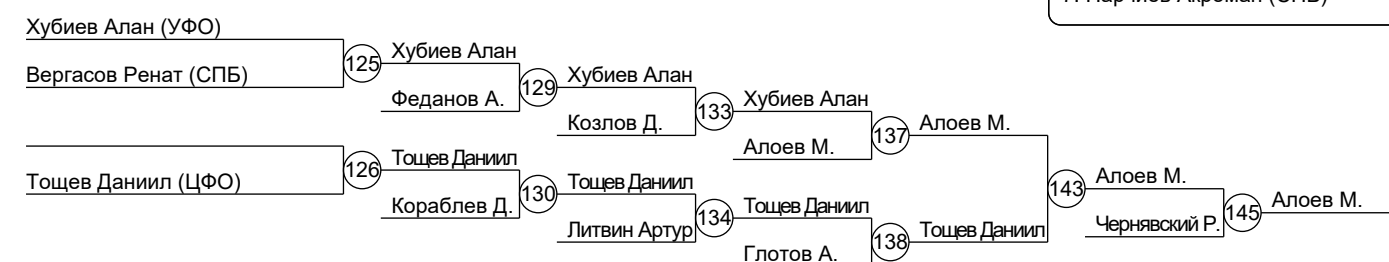 Хубиев Алан (УФО)
125
Хубиев Алан
Вергасов Ренат (СПБ)
129
Хубиев Алан
Феданов А.
133
Хубиев Алан
Козлов Д.
137
Алоев М.
Алоев М.
126
Тощев Даниил
143
Алоев М.
Тощев Даниил (ЦФО)
130
Тощев Даниил
145
Алоев М.
Кораблев Д.
134
Тощев Даниил
Чернявский Р.
Литвин Артур
138
Тощев Даниил
Глотов А.